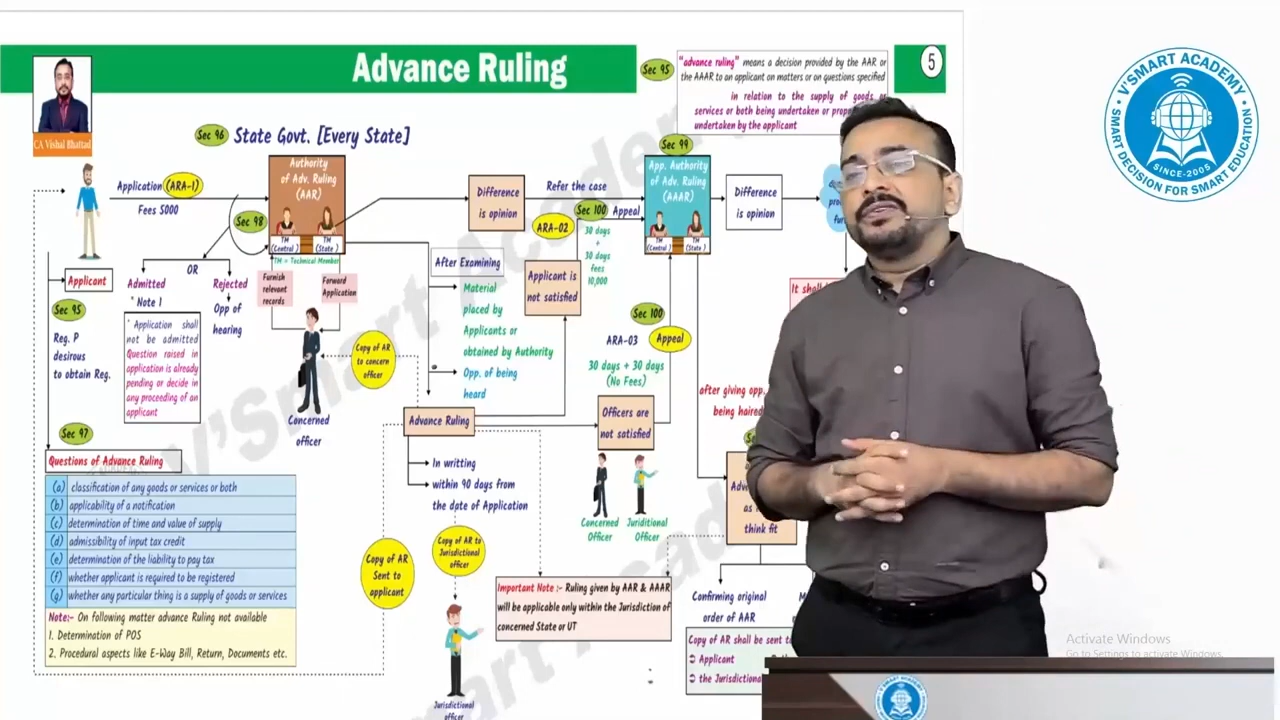 Advance Ruling
Sec 95
"advance ruling" means a decision provided by the AAR or
the AAAR to an applicant on matters or on questions specified
in relation to the supply of goods or
services or both being undertaken or
undertaken by the applicant
5
V'SMART ACADEMY
SINCE-2005
SMART DECISION FOR SMART EDUCATION
CA Vishal Bhattad
Sec 96
State Govt. [Every State]
Application (ARA-1)
Fees 5000
Sec 98
Authority
of Adv. Ruling
(AAR)
TM
(Central)
TM
(State)
TM = Technical Member
Difference
is opinion
Refer the case
Sec 99
App. Authority
of Adv. Ruling
(AAAR)
TM
(Central)
TM
(State)
Difference
is opinion
ARA-02
Sec 100
Appeal
30 days
+
30 days
fees
10,000
Applicant
OR
Admitted
* Note 1
Rejected
Opp of
hearing
* Application shall
not be admitted
Question raised in
application is already
pending or decide in
any proceeding of an
applicant
Furnish
relevant
records
Forward
Application
Concerned
officer
Copy of AR
to concern
officer
After Examining
Material
placed by
Applicants or
obtained by Authority
Opp. of being
heard
Applicant is
not satisfied
Sec 100
ARA-03
Appeal
30 days + 30 days
(No Fees)
Officers are
not satisfied
Concerned
Officer
Juriditional
Officer
It shall
after giving opp.
being haired
think fit
Sec 95
Reg. P
desirous
to obtain Reg.
Sec 97
Questions of Advance Ruling
(a) classification of any goods or services or both
(b) applicability of a notification
(c) determination of time and value of supply
(d) admissibility of input tax credit
(e) determination of the liability to pay tax
(f) whether applicant is required to be registered
(g) whether any particular thing is a supply of goods or services
Note:- On following matter advance Ruling not available
1. Determination of POS
2. Procedural aspects like E-Way Bill, Return, Documents etc.
Advance Ruling
In writting
within 90 days from
the date of Application
Copy of AR
Sent to
applicant
Copy of AR to
Jurisdictional
officer
Jurisdictional
officer
Important Note :- Ruling given by AAR & AAAR
will be applicable only within the Jurisdiction of
concerned State or UT
Confirming original
order of AAR
Copy of AR shall be sent to
Applicant
the Jurisdictional
Activate Windows
Go to Settings to activate Windows.